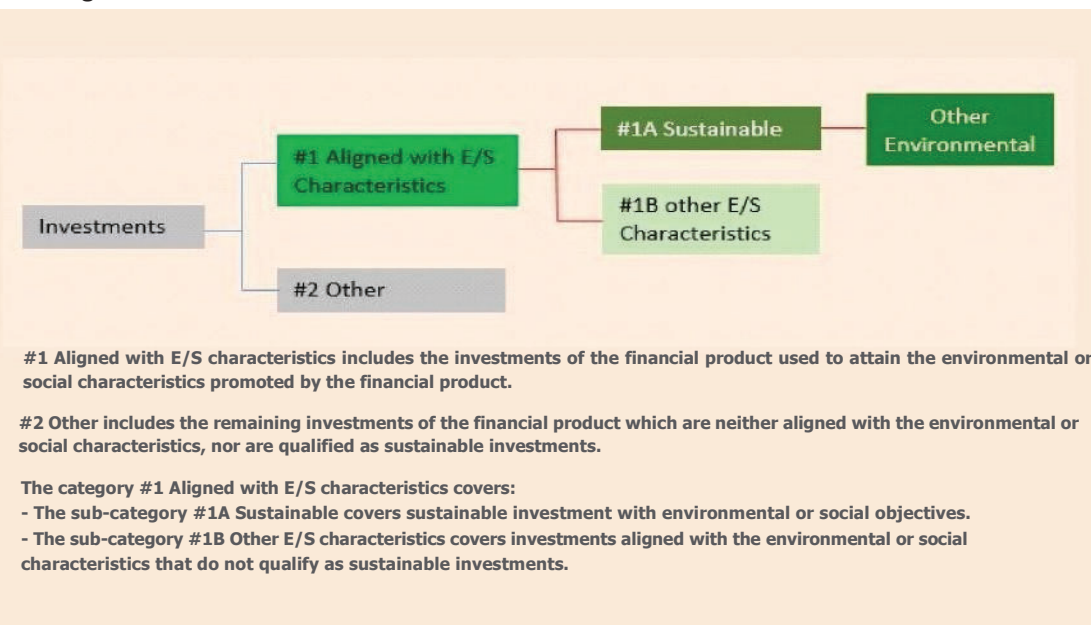 Investments
#1 Aligned with E/S
Characteristics
#2 Other
#1A Sustainable
#1B other E/S
Characteristics
Other
Environmental
#1 Aligned with E/S characteristics includes the investments of the financial product used to attain the environmental or
social characteristics promoted by the financial product.
#2 Other includes the remaining investments of the financial product which are neither aligned with the environmental or
social characteristics, nor are qualified as sustainable investments.
The category #1 Aligned with E/S characteristics covers:
- The sub-category #1A Sustainable covers sustainable investment with environmental or social objectives.
- The sub-category #1B Other E/S characteristics covers investments aligned with the environmental or social
characteristics that do not qualify as sustainable investments.